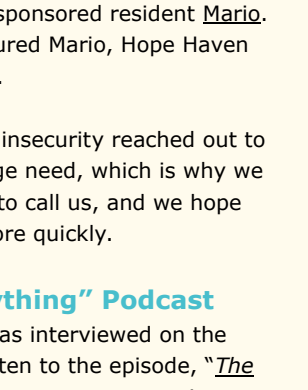 sponsored resident Mario.
ured Mario, Hope Haven
.
insecurity reached out to
ge need, which is why we
to call us, and we hope
ore quickly.
ything” Podcast
as interviewed on the
ten to the episode, “The